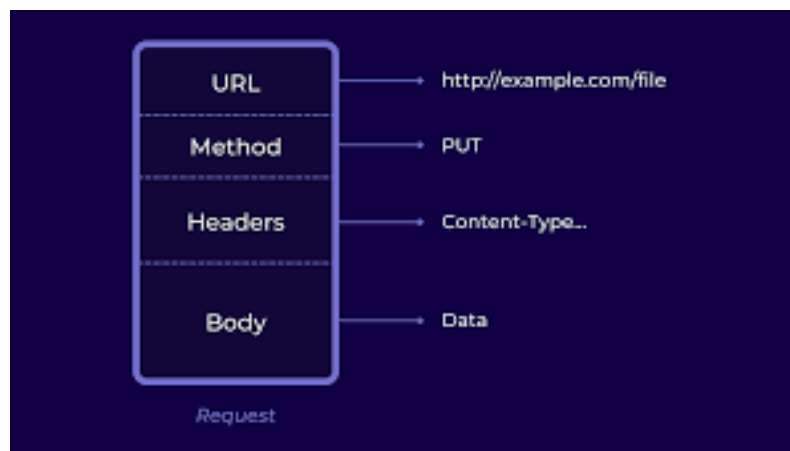 URL
http://example.com/file
Method
PUT
Headers
Content-Type...
Body
Data
Request